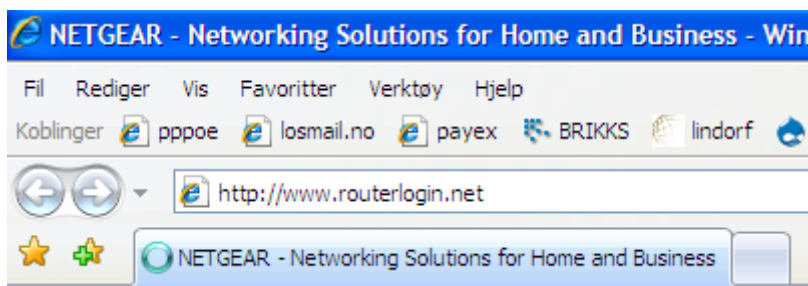 NETGEAR - Networking Solutions for Home and Business - Win
Fil Rediger Vis Favoritter Verktøy Hjelp
Koblinger pppoe losmail.no payex BRIKKS lindorf
http://www.routerlogin.net
NETGEAR - Networking Solutions for Home and Business